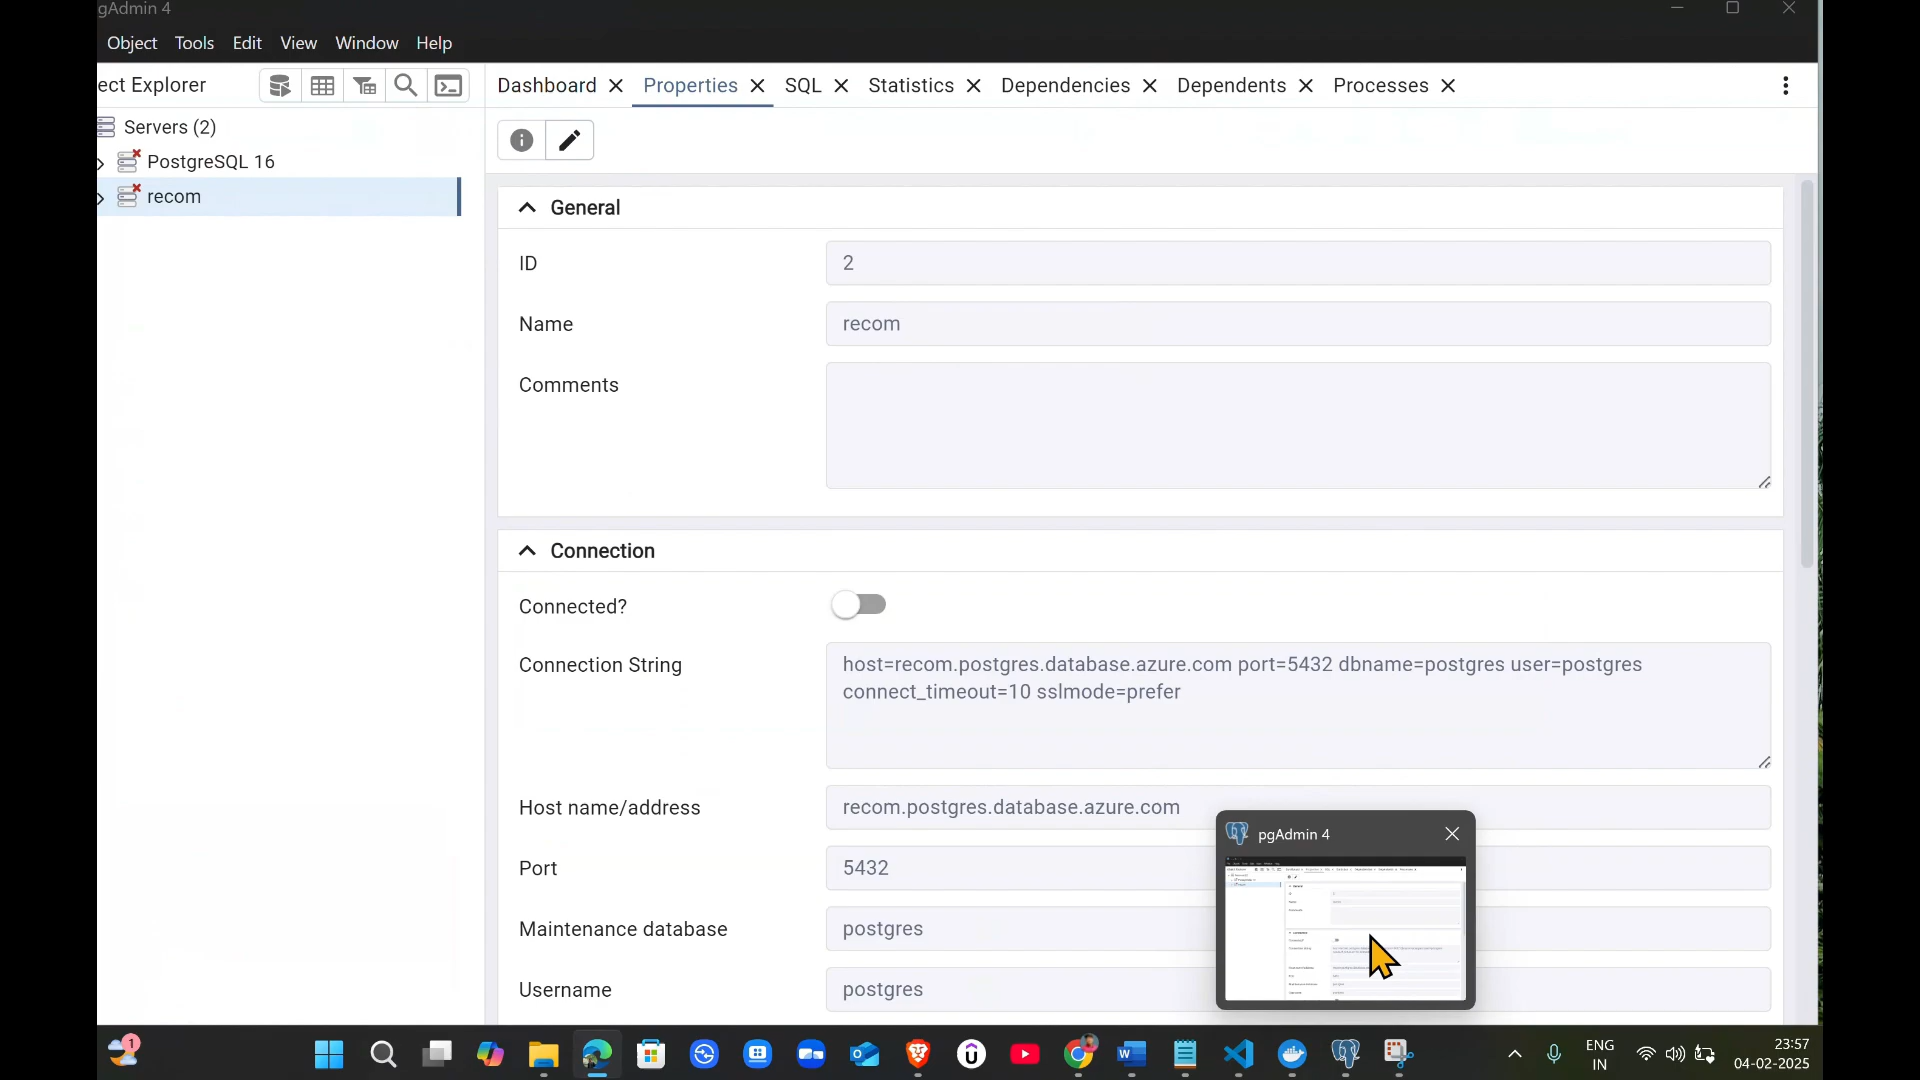 gAdmin 4
Object Tools Edit View Window Help
ect Explorer
Dashboard Properties SQL Statistics Dependencies Dependents Processes
Servers (2)
PostgreSQL 16
recom
General
ID
2
Name
recom
Comments
Connection
Connected?
Connection String
host=recom.postgres.database.azure.com port=5432 dbname=postgres user=postgres
connect_timeout=10 sslmode=prefer
Host name/address
recom.postgres.database.azure.com
Port
5432
Maintenance database
postgres
Username
postgres
pgAdmin 4
1
ENG
IN
23:57
04-02-2025